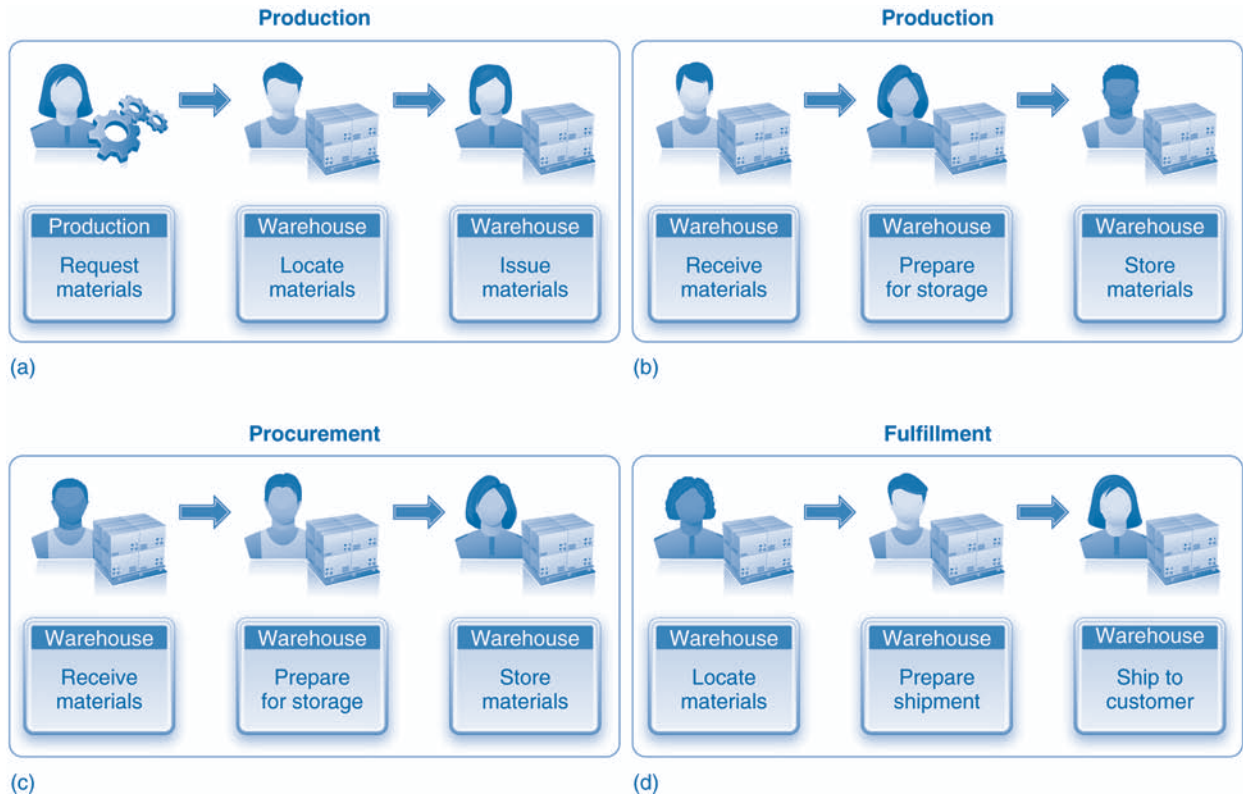 Production
Production
Warehouse
Warehouse
Request
materials
Locate
materials
Issue
materials
(a)
Production
Warehouse
Warehouse
Warehouse
Receive
materials
Prepare
for storage
Store
materials
(b)
Procurement
Warehouse
Warehouse
Warehouse
Receive
materials
Prepare
for storage
Store
materials
(c)
Fulfillment
Warehouse
Warehouse
Warehouse
Locate
materials
Prepare
shipment
Ship to
customer
(d)